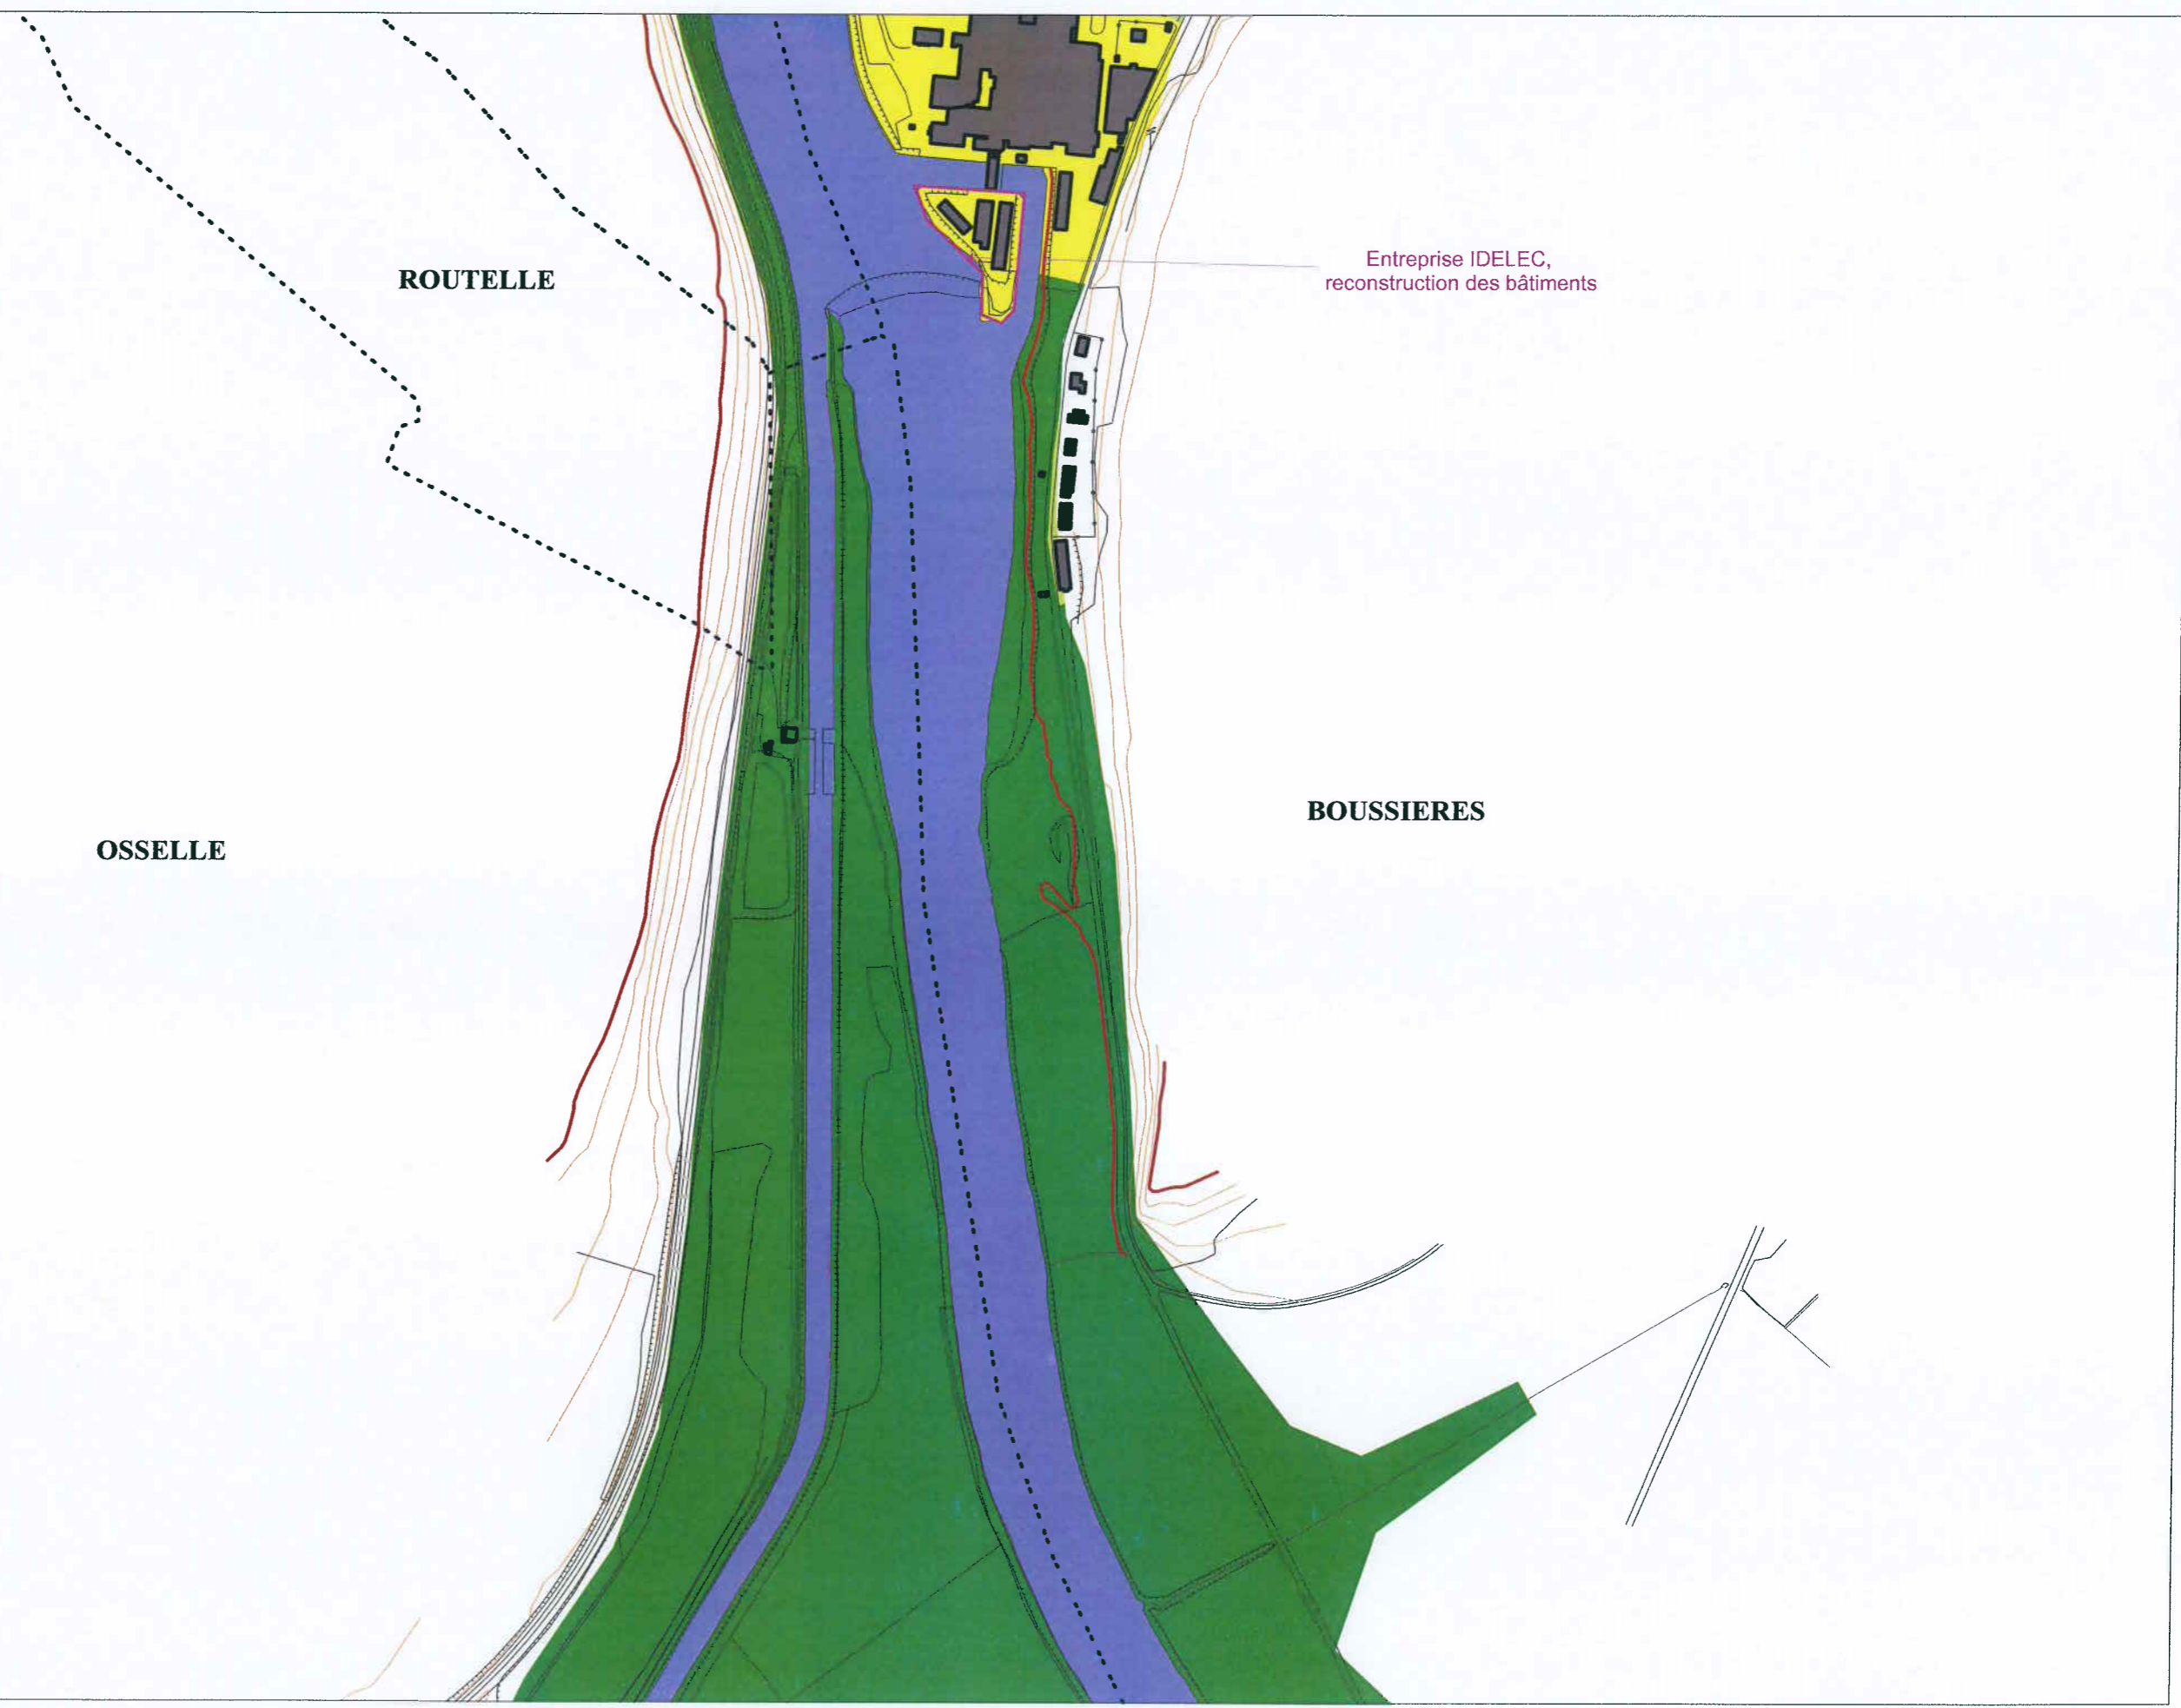 Entreprise IDELEC,
reconstruction des bâtiments
ROUTELLE
BOUSSIERES
OSSELLE